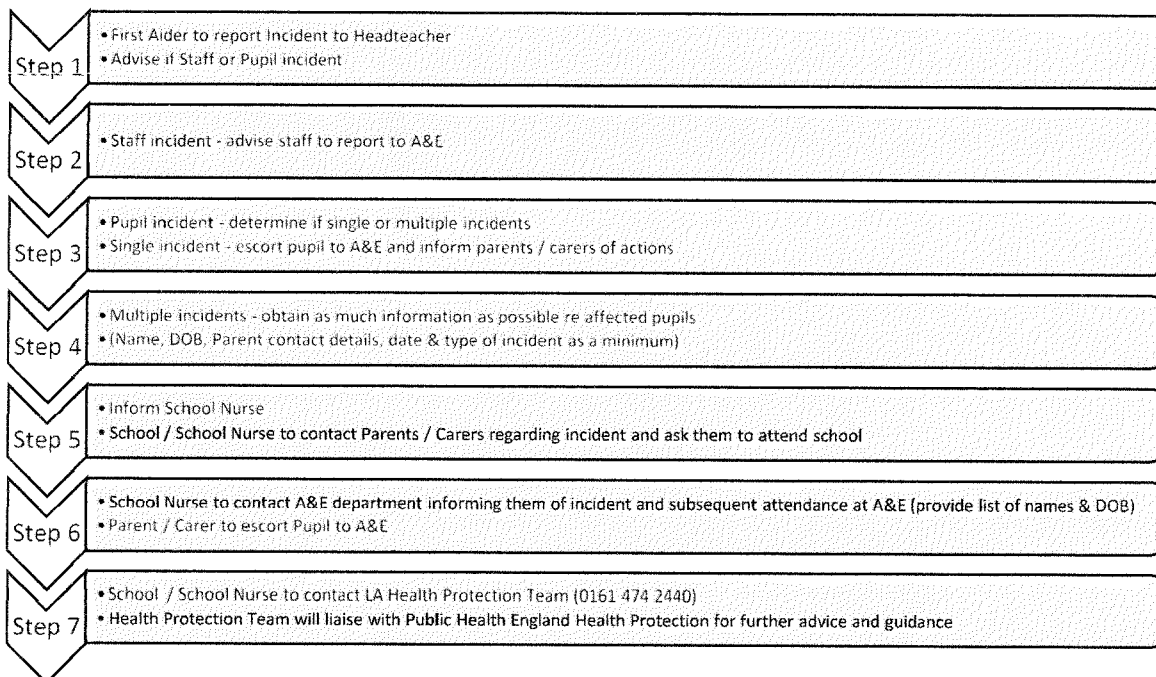 Step 1
• First Aider to report Incident to Headteacher
• Advise if Staff or Pupil incident
Step 2
• Staff incident - advise staff to report to A&E
Step 3
• Pupil incident - determine if single or multiple incidents
• Single incident - escort pupil to A&E and inform parents / carers of actions
Step 4
• Multiple incidents - obtain as much information as possible re affected pupils
• (Name, DOB, Parent contact details, date & type of incident as a minimum)
Step 5
• Inform School Nurse
• School / School Nurse to contact Parents / Carers regarding incident and ask them to attend school
Step 6
• School Nurse to contact A&E department informing them of incident and subsequent attendance at A&E (provide list of names & DOB)
• Parent / Carer to escort Pupil to A&E
Step 7
• School / School Nurse to contact LA Health Protection Team (0161 474 2440)
• Health Protection Team will liaise with Public Health England Health Protection for further advice and guidance